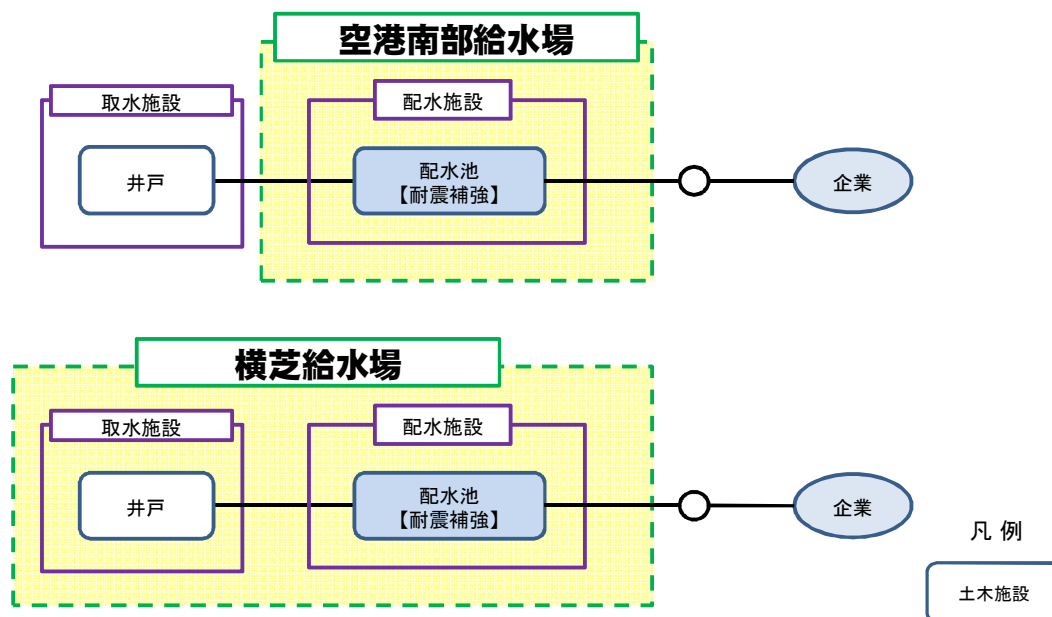 空港南部給水場
取水施設
配水施設
井戸
配水池
【耐震補強】
企業
横芝給水場
取水施設
配水施設
井戸
配水池
【耐震補強】
企業
凡 例
土木施設